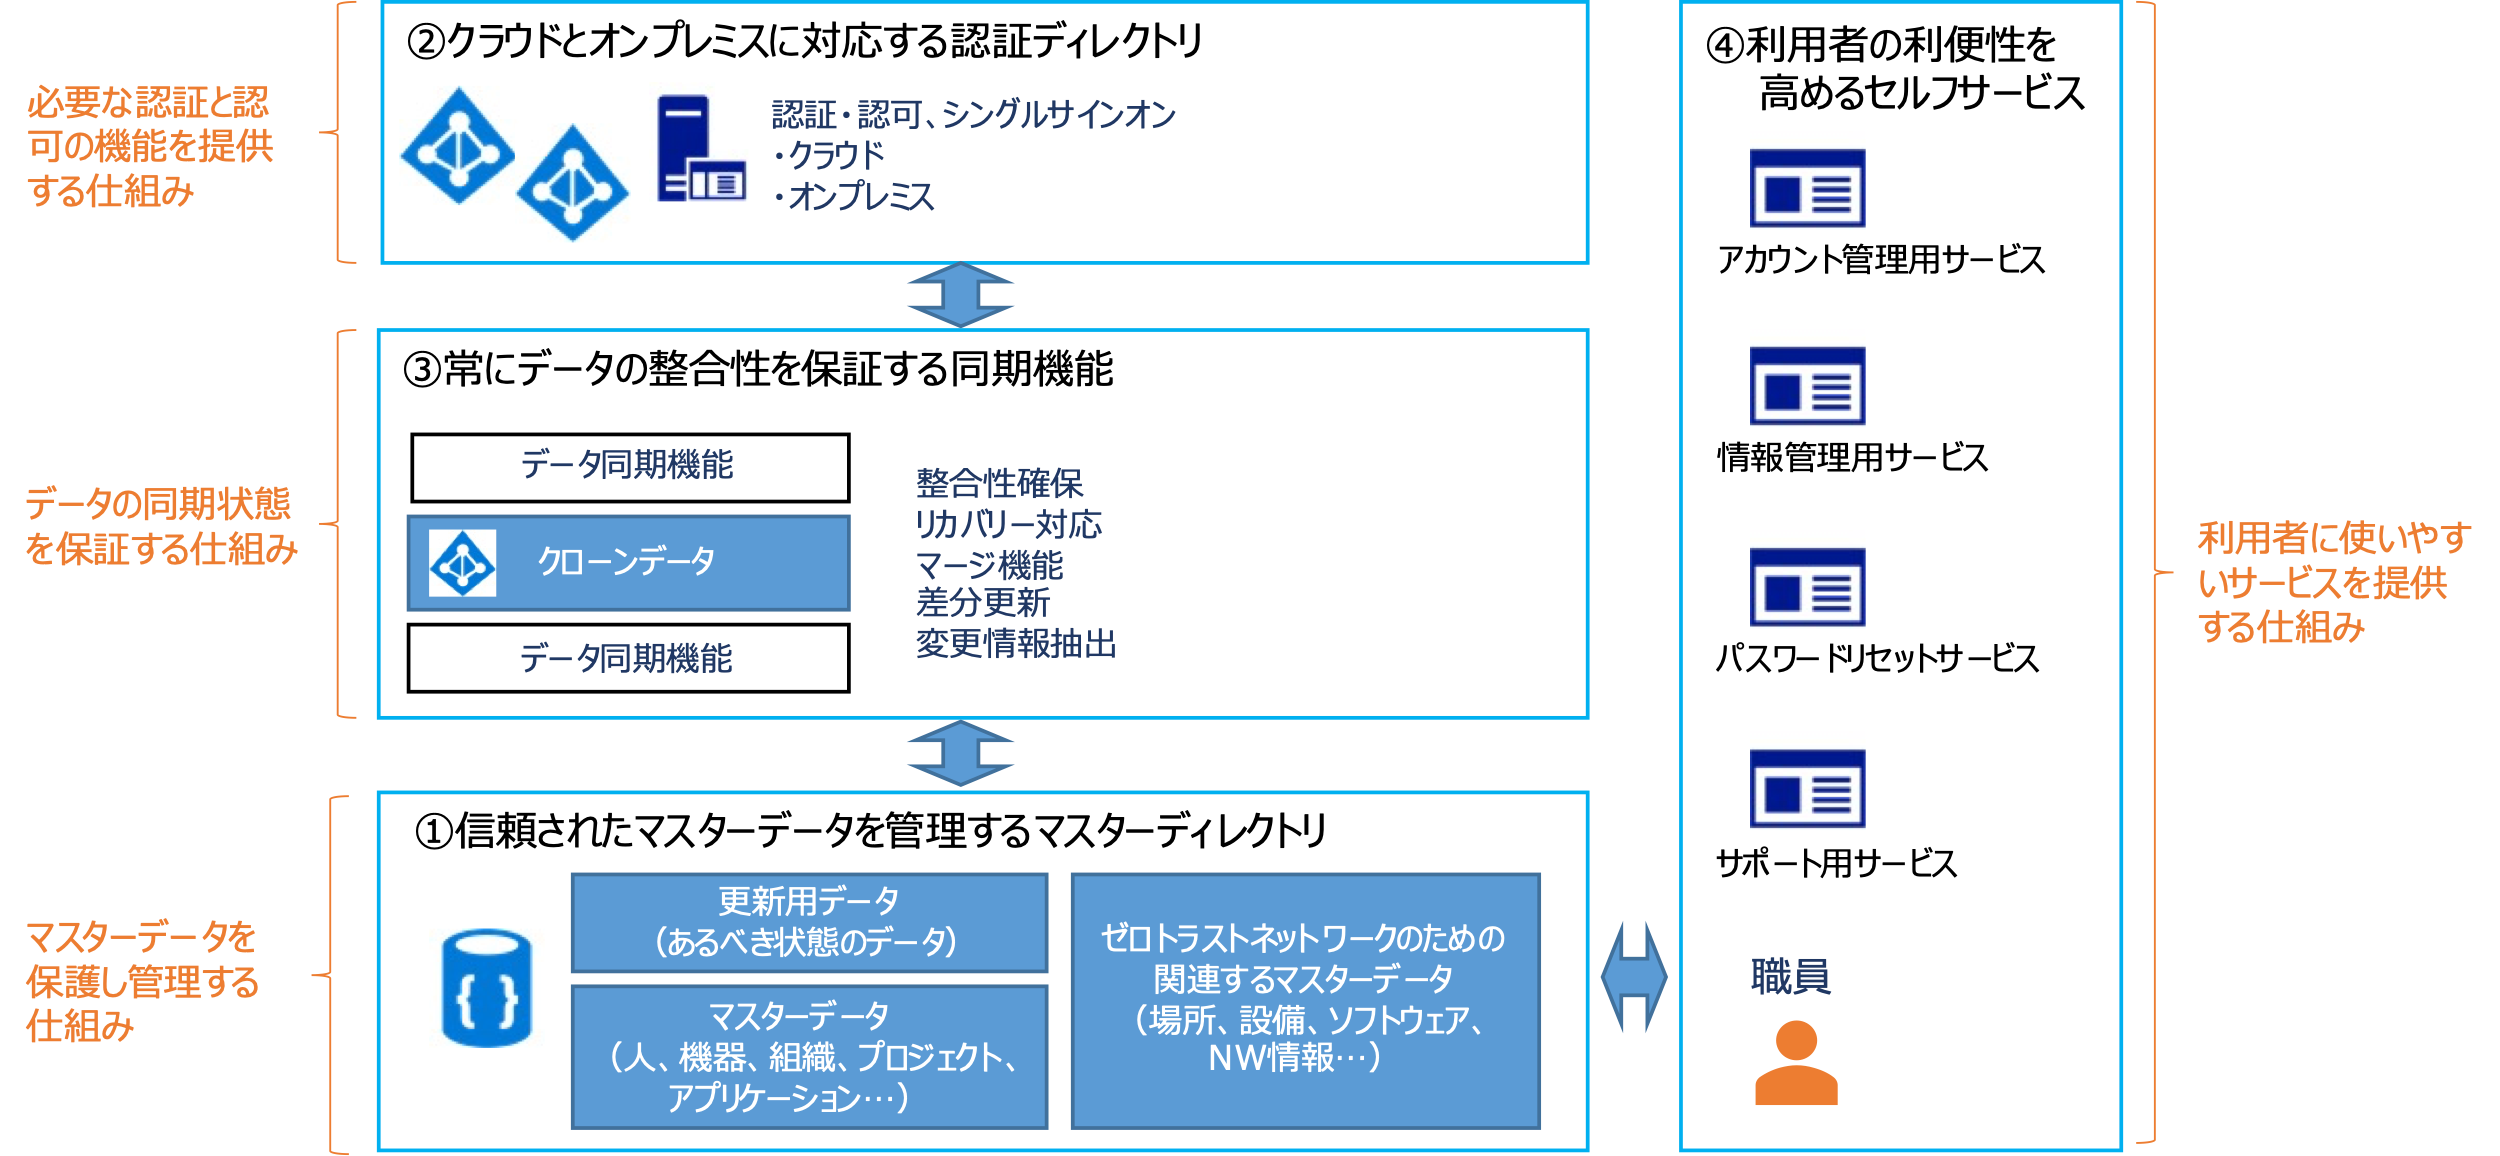 必要な認証、認
可の機能を提供
する仕組み
②クラウドとオンプレスに対応する認証ディレクトリ
認証・認可、シングルサインオン
・クラウド
・オンプレミス
データの同期状態
を保証する仕組み
③常にデータの整合性を保証する同期機能
データ同期機能
クローンデータ
データ同期機能
整合性確保
リカバリー対応
マージ機能
差分更新
変更情報抽出
マスターデータを
構築し管理する
仕組み
①信託されたマスターデータを管理するマスターディレクトリ
更新用データ
(あるべき状態のデータ)
マスターデータ
(人、機器、組織、プロジェクト、
アプリケーション・・・)
ゼロトラストネットワークのための
関連するマスターデータ
(場所、設備、ソフトウェア、
NW情報・・・)
④利用者の利便性を
高めセルフサービス
アカウント管理用サービス
情報管理用サービス
パスワードリセットサービス
サポート用サービス
職員
利用者に使いやす
いサービスを提供
する仕組み